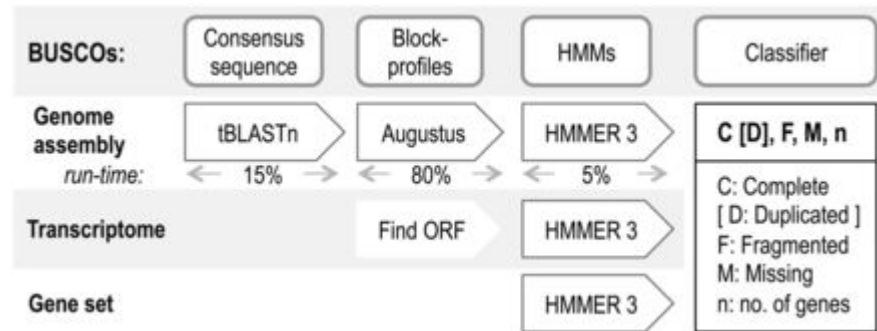 BUSCOs:
Consensus
sequence
Block-
profiles
HMMs
Classifier
Genome
assembly
tBLASTn
Augustus
HMMER 3
C [D], F, M, n
run-time:
15%
80%
5%
C: Complete
[ D: Duplicated ]
F: Fragmented
M: Missing
n: no. of genes
Transcriptome
Find ORF
HMMER 3
Gene set
HMMER 3